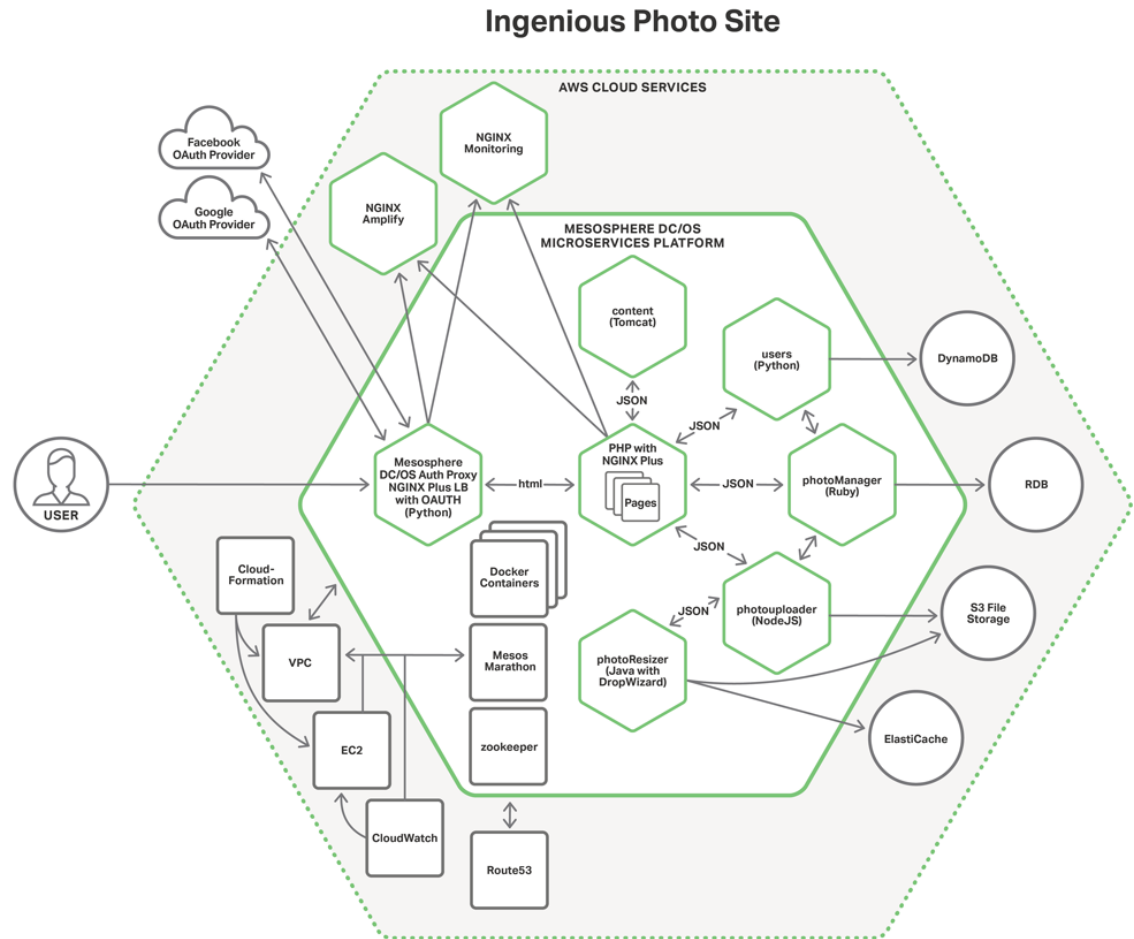 Ingenious Photo Site
AWS CLOUD SERVICES
Facebook
OAuth Provider
Google
OAuth Provider
NGINX
Monitoring
NGINX
Amplify
MESOSPHERE DC/OS
MICROSERVICES PLATFORM
content
(Tomcat)
users
(Python)
DynamoDB
JSON
JSON
USER
Mesosphere
DC/OS Auth Proxy
NGINX Plus LB
with OAUTH
(Python)
html
PHP with
NGINX Plus
Pages
JSON
photoManager
(Ruby)
RDB
JSON
Cloud-
Formation
Docker
Containers
JSON
photouploader
(NodeJS)
S3 File
Storage
VPC
Mesos
Marathon
photoResizer
(Java with
DropWizard)
EC2
zookeeper
ElastiCache
CloudWatch
Route53